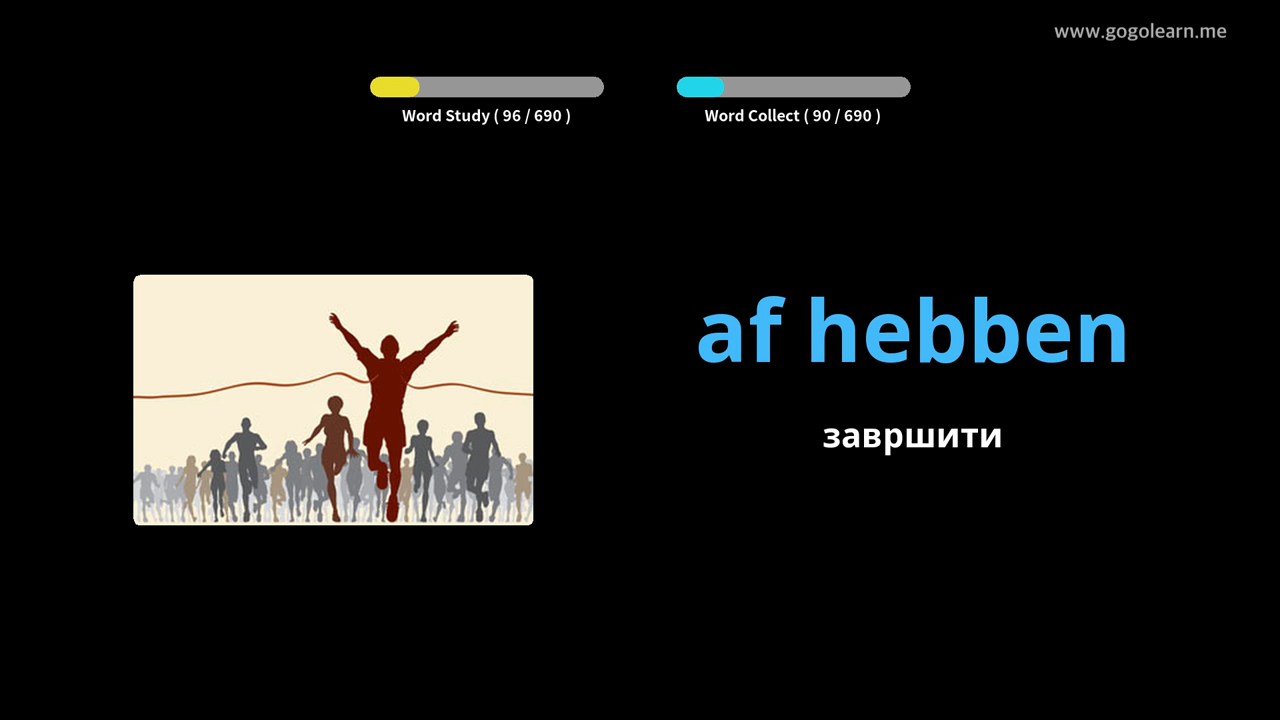 www.gogolearn.me
Word Study ( 96 / 690 )
Word Collect ( 90 / 690 )
af hebben
завршити